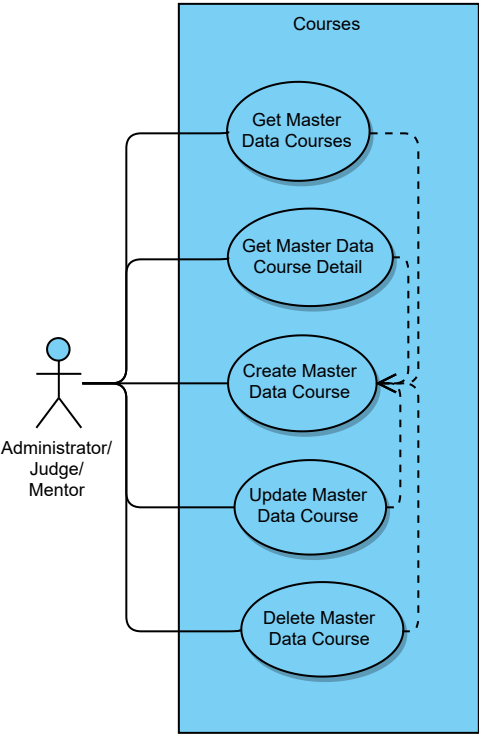 Courses
Get Master
Data Courses
Get Master Data
Course Detail
Create Master
Data Course
Administrator/
Judge/
Mentor
Update Master
Data Course
Delete Master
Data Course